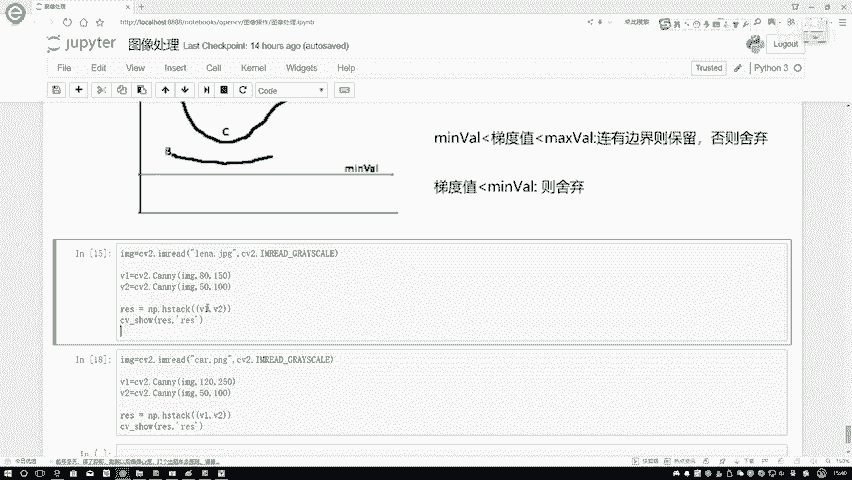 图像处理
http://localhost:8888/notebooks/opencv/图像操作/图像处理.ipynb
jupyter 图像处理 Last Checkpoint: 14 hours ago (autosaved)
Logout
File Edit View Insert Cell Kernel Widgets Help
Trusted
Python 3
Code
C
B
minVal
minVal<梯度值<maxVal:连有边界则保留，否则舍弃
梯度值<minVal: 则舍弃
In [15]:
img=cv2.imread("lena.jpg",cv2.IMREAD_GRAYSCALE)
v1=cv2.Canny(img,80,150)
v2=cv2.Canny(img,50,100)
res = np.hstack((v1,v2))
cv_show(res,'res')
In [18]:
img=cv2.imread("car.png",cv2.IMREAD_GRAYSCALE)
v1=cv2.Canny(img,120,250)
v2=cv2.Canny(img,50,100)
res = np.hstack((v1,v2))
cv_show(res,'res')
In [ ]: